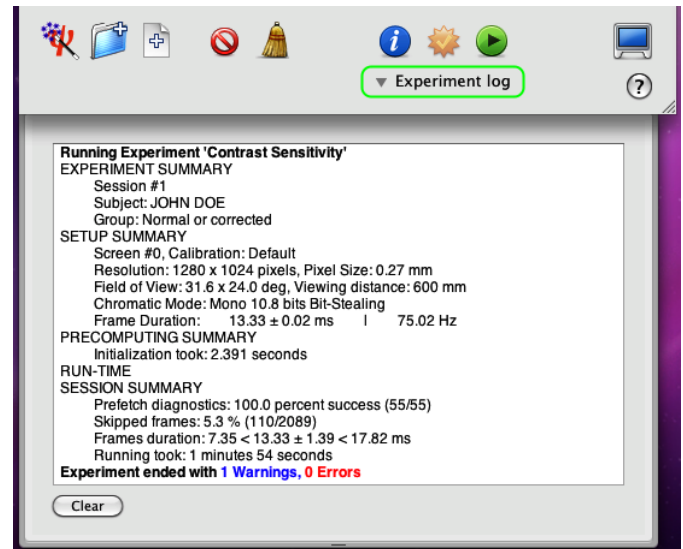 Experiment log
?
Running Experiment 'Contrast Sensitivity'
EXPERIMENT SUMMARY
Session #1
Subject: JOHN DOE
Group: Normal or corrected
SETUP SUMMARY
Screen #0, Calibration: Default
Resolution: 1280 x 1024 pixels, Pixel Size: 0.27 mm
Field of View: 31.6 x 24.0 deg, Viewing distance: 600 mm
Chromatic Mode: Mono 10.8 bits Bit-Stealing
Frame Duration: 13.33 ± 0.02 ms | 75.02 Hz
PRECOMPUTING SUMMARY
Initialization took: 2.391 seconds
RUN-TIME
SESSION SUMMARY
Prefetch diagnostics: 100.0 percent success (55/55)
Skipped frames: 5.3 % (110/2089)
Frames duration: 7.35 < 13.33 ± 1.39 < 17.82 ms
Running took: 1 minutes 54 seconds
Experiment ended with 1 Warnings, 0 Errors
Clear